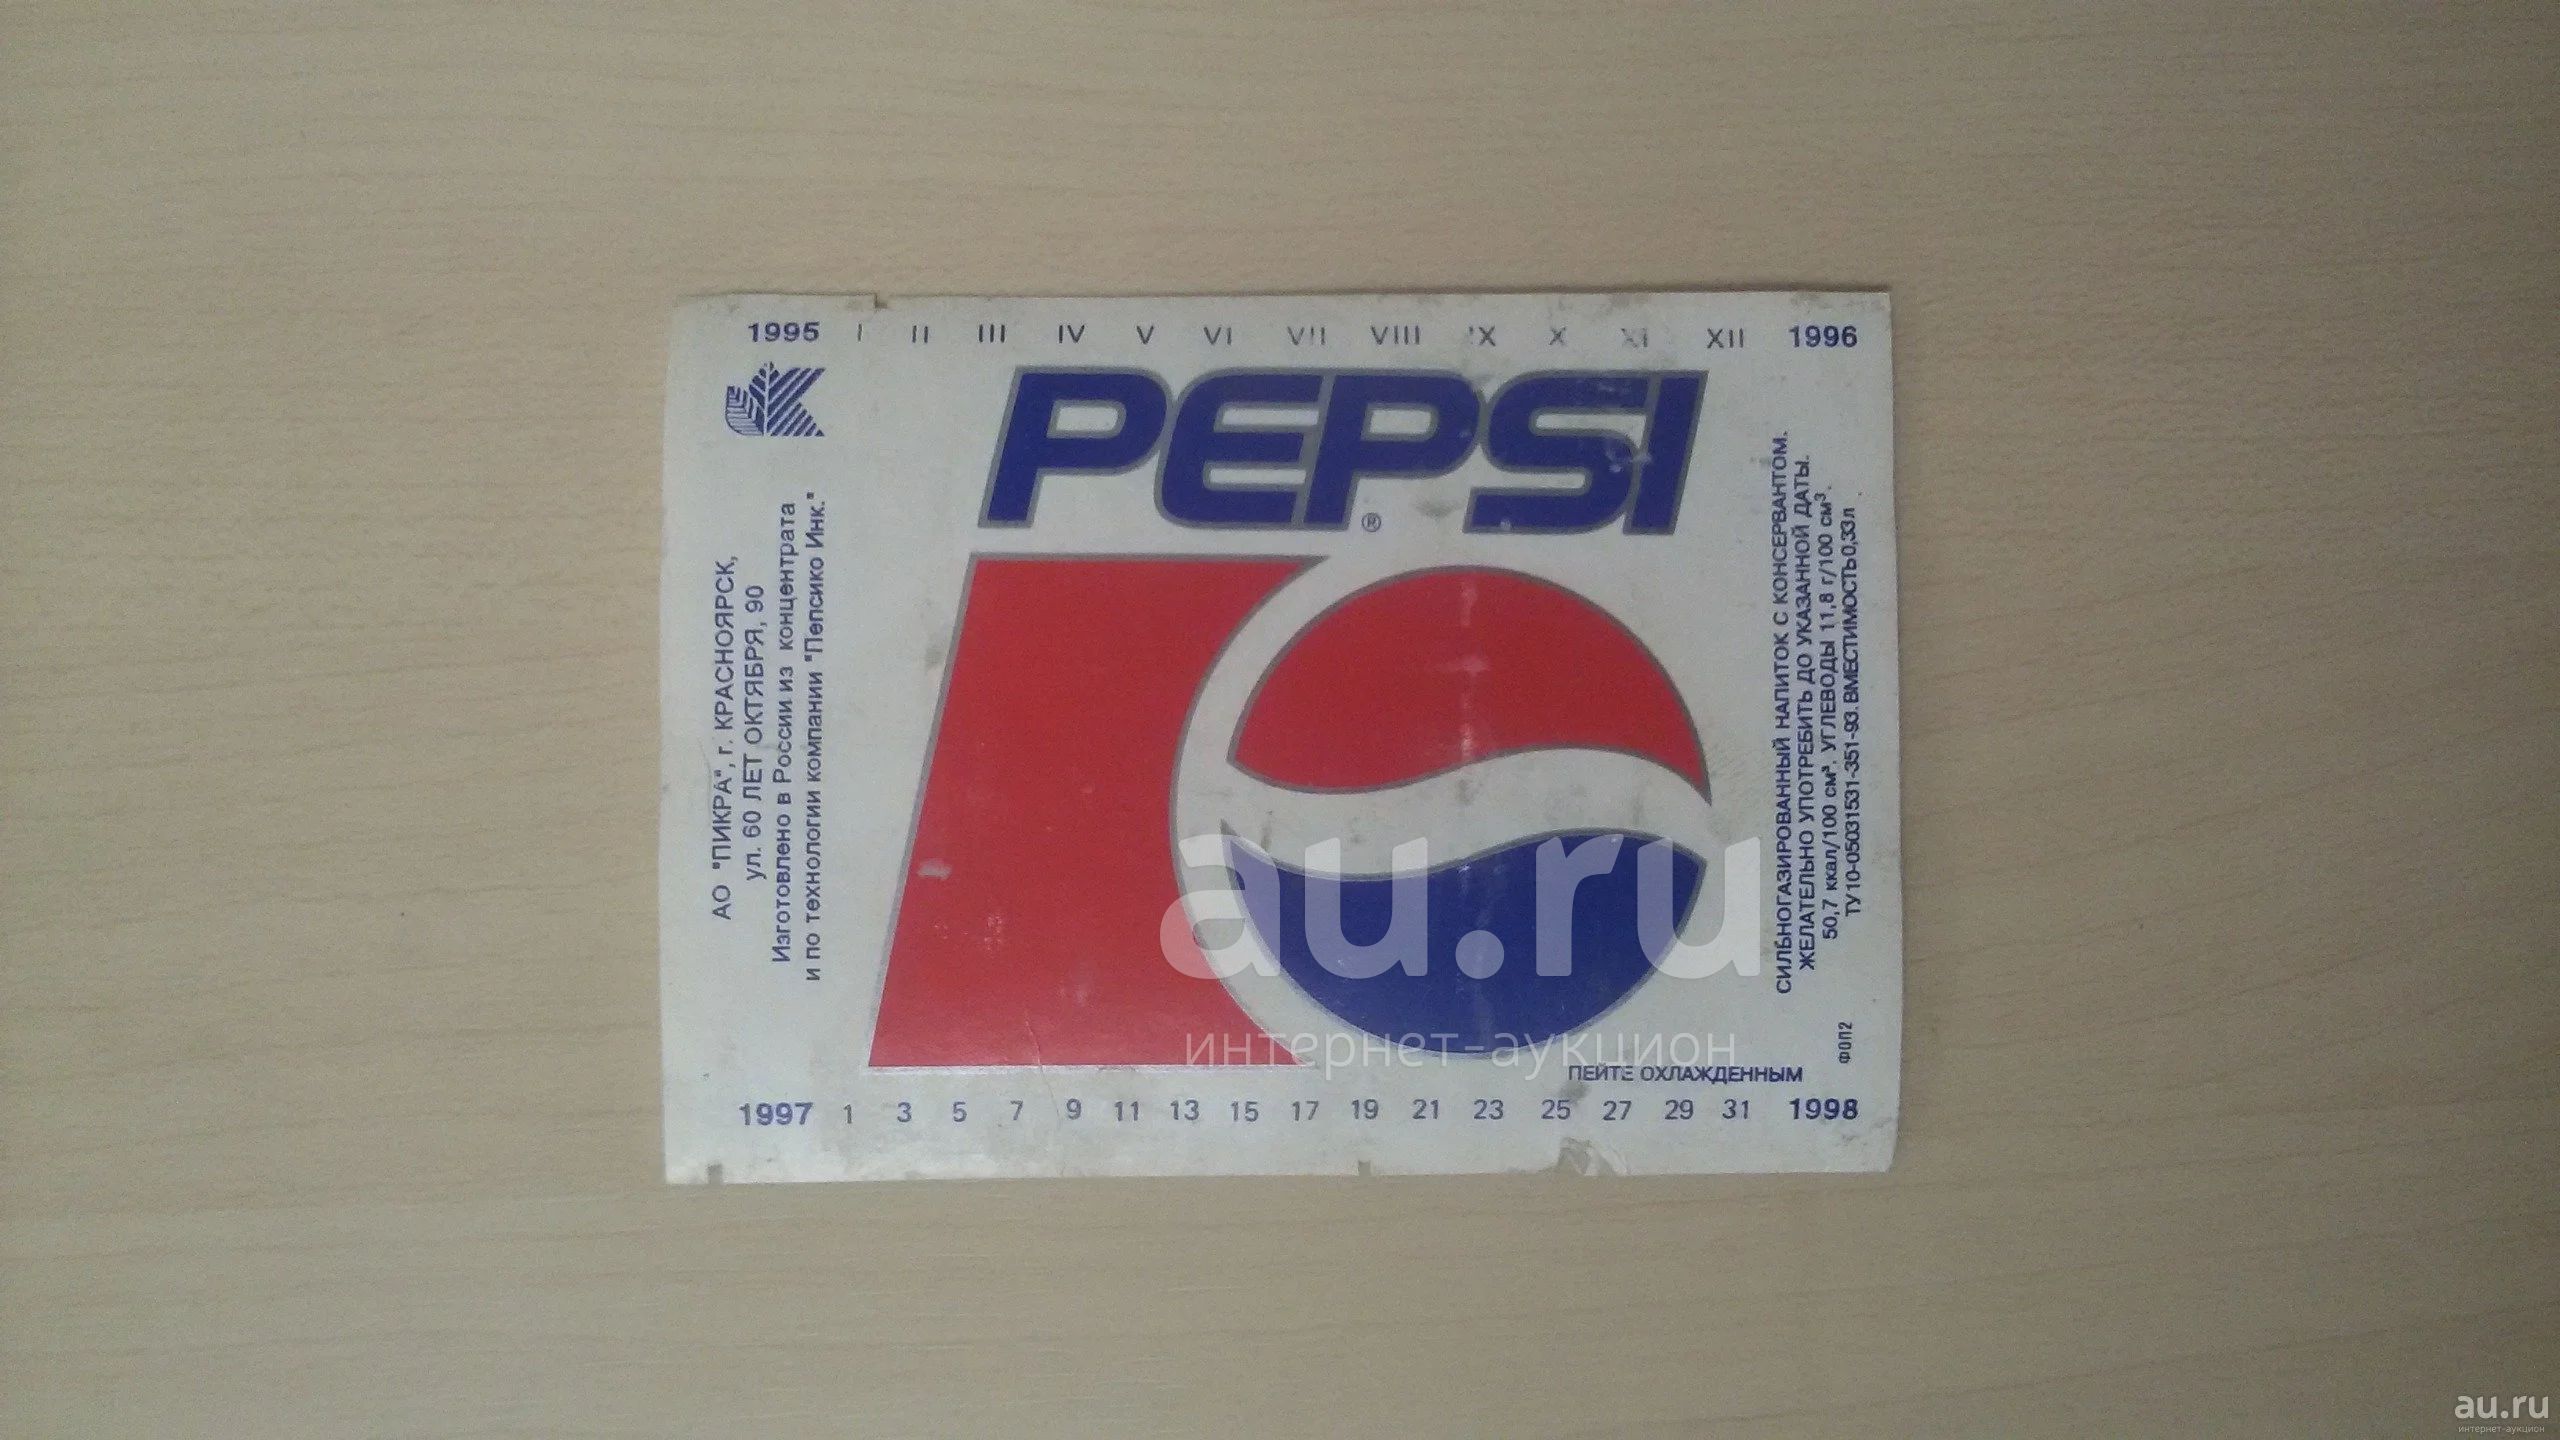 1995 I II III IV V VI VII VIII IX X XI XII 1996
PEPSI
®
АО "ПИКРА", г. КРАСНОЯРСК,
ул. 60 ЛЕТ ОКТЯБРЯ, 90
Изготовлено в России из концентрата
и по технологии компании "Пепсико Инк."
СИЛЬНОГАЗИРОВАННЫЙ НАПИТОК С КОНСЕРВАНТОМ.
ЖЕЛАТЕЛЬНО УПОТРЕБИТЬ ДО УКАЗАННОЙ ДАТЫ.
50,7 ккал/100 см³, УГЛЕВОДЫ 11,8 г/100 см³.
ТУ10-05031531-351-93. ВМЕСТИМОСТЬ 0,33л.
ФОП2
ПЕЙТЕ ОХЛАЖДЕННЫМ
1997 1 3 5 7 9 11 13 15 17 19 21 23 25 27 29 31 1998
au.ru
интернет-аукцион
au.ru
интернет-аукцион